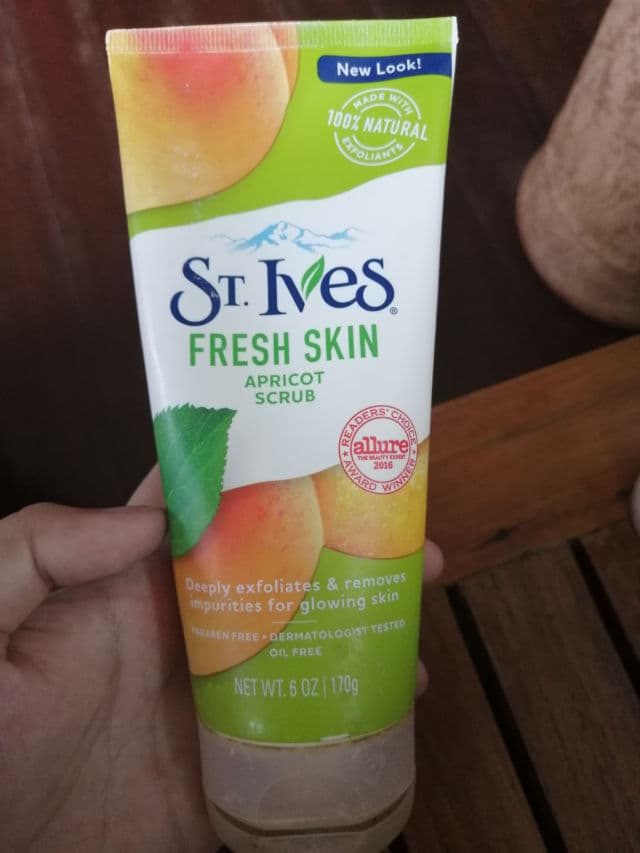 New Look!
MADE WITH
100% NATURAL
EXFOLIANTS
ST. Ives®
FRESH SKIN
APRICOT
SCRUB
READERS' CHOICE
allure
THE BEAUTY EXPERT
2016
AWARD WINNER
Deeply exfoliates & removes
impurities for glowing skin
PARABEN FREE • DERMATOLOGIST TESTED
OIL FREE
NET WT. 6 OZ | 170g